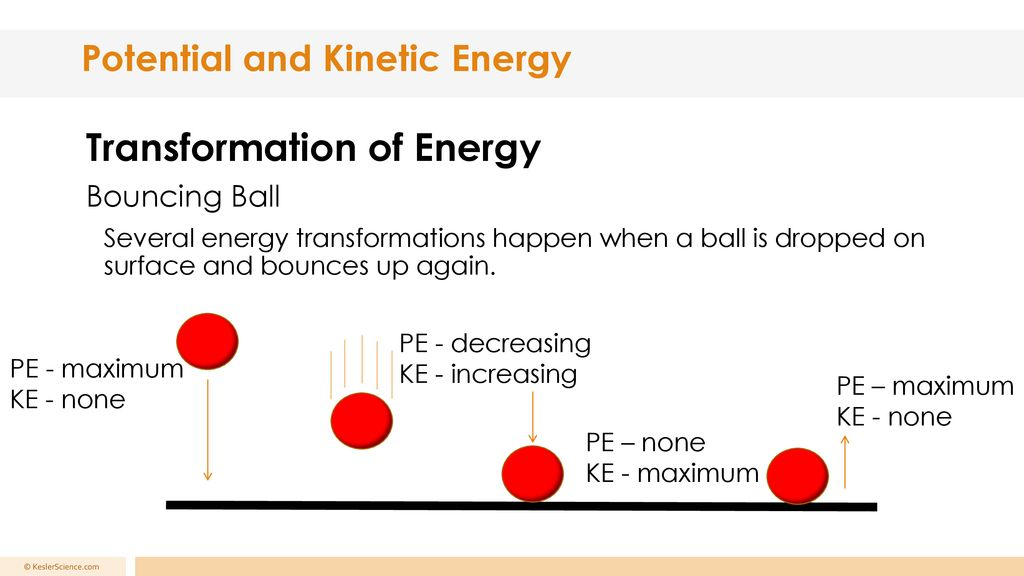 Potential and Kinetic Energy
Transformation of Energy
Bouncing Ball
Several energy transformations happen when a ball is dropped on
surface and bounces up again.
PE - maximum
KE - none
PE - decreasing
KE - increasing
PE – none
KE - maximum
PE – maximum
KE - none
© KeslerScience.com